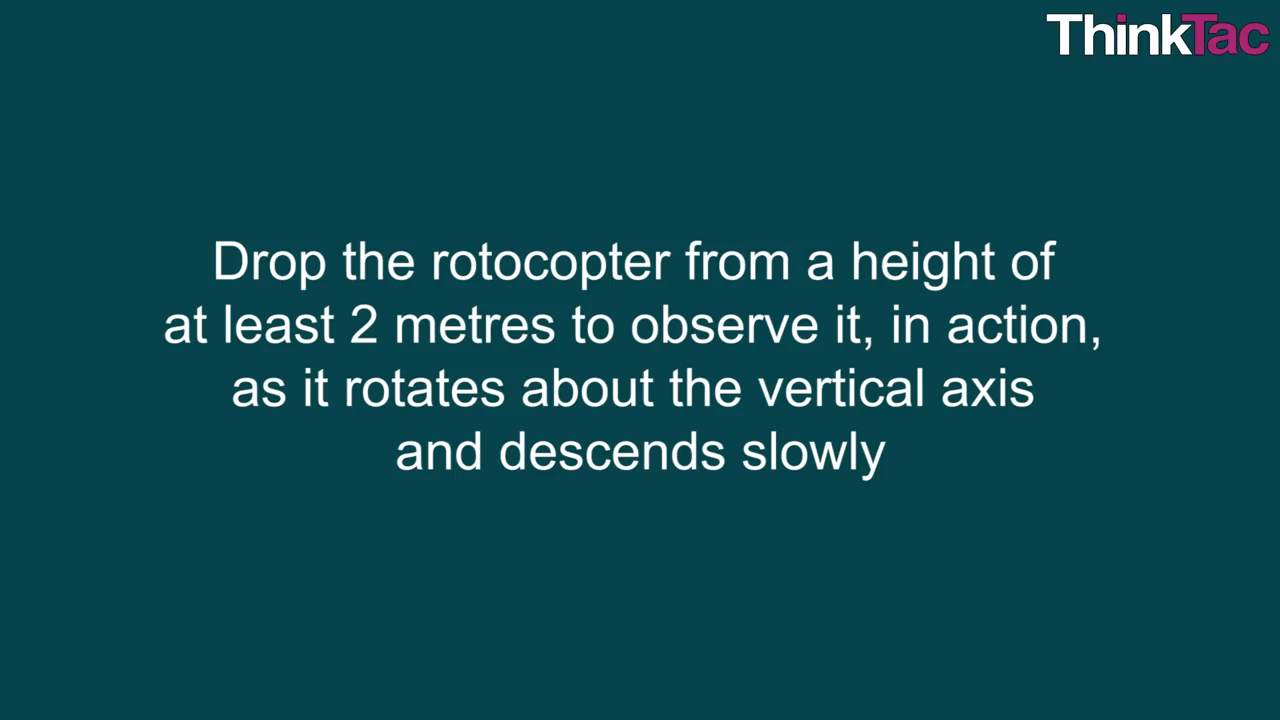 ThinkTac
Drop the rotocopter from a height of
at least 2 metres to observe it, in action,
as it rotates about the vertical axis
and descends slowly